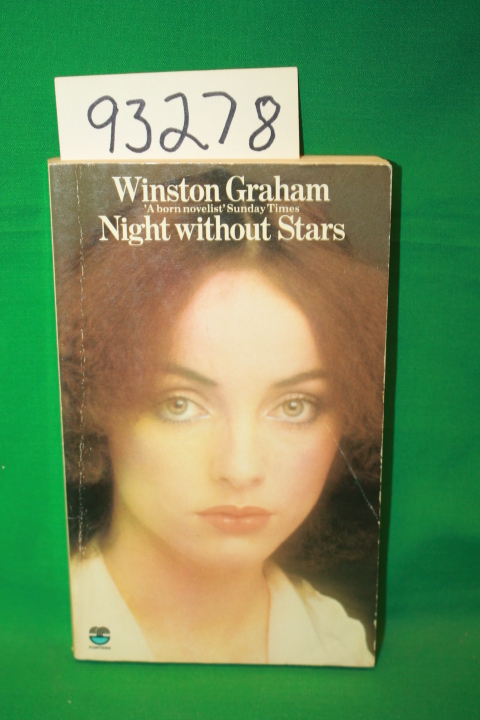 93278
Winston Graham
'A born novelist' Sunday Times
Night without Stars